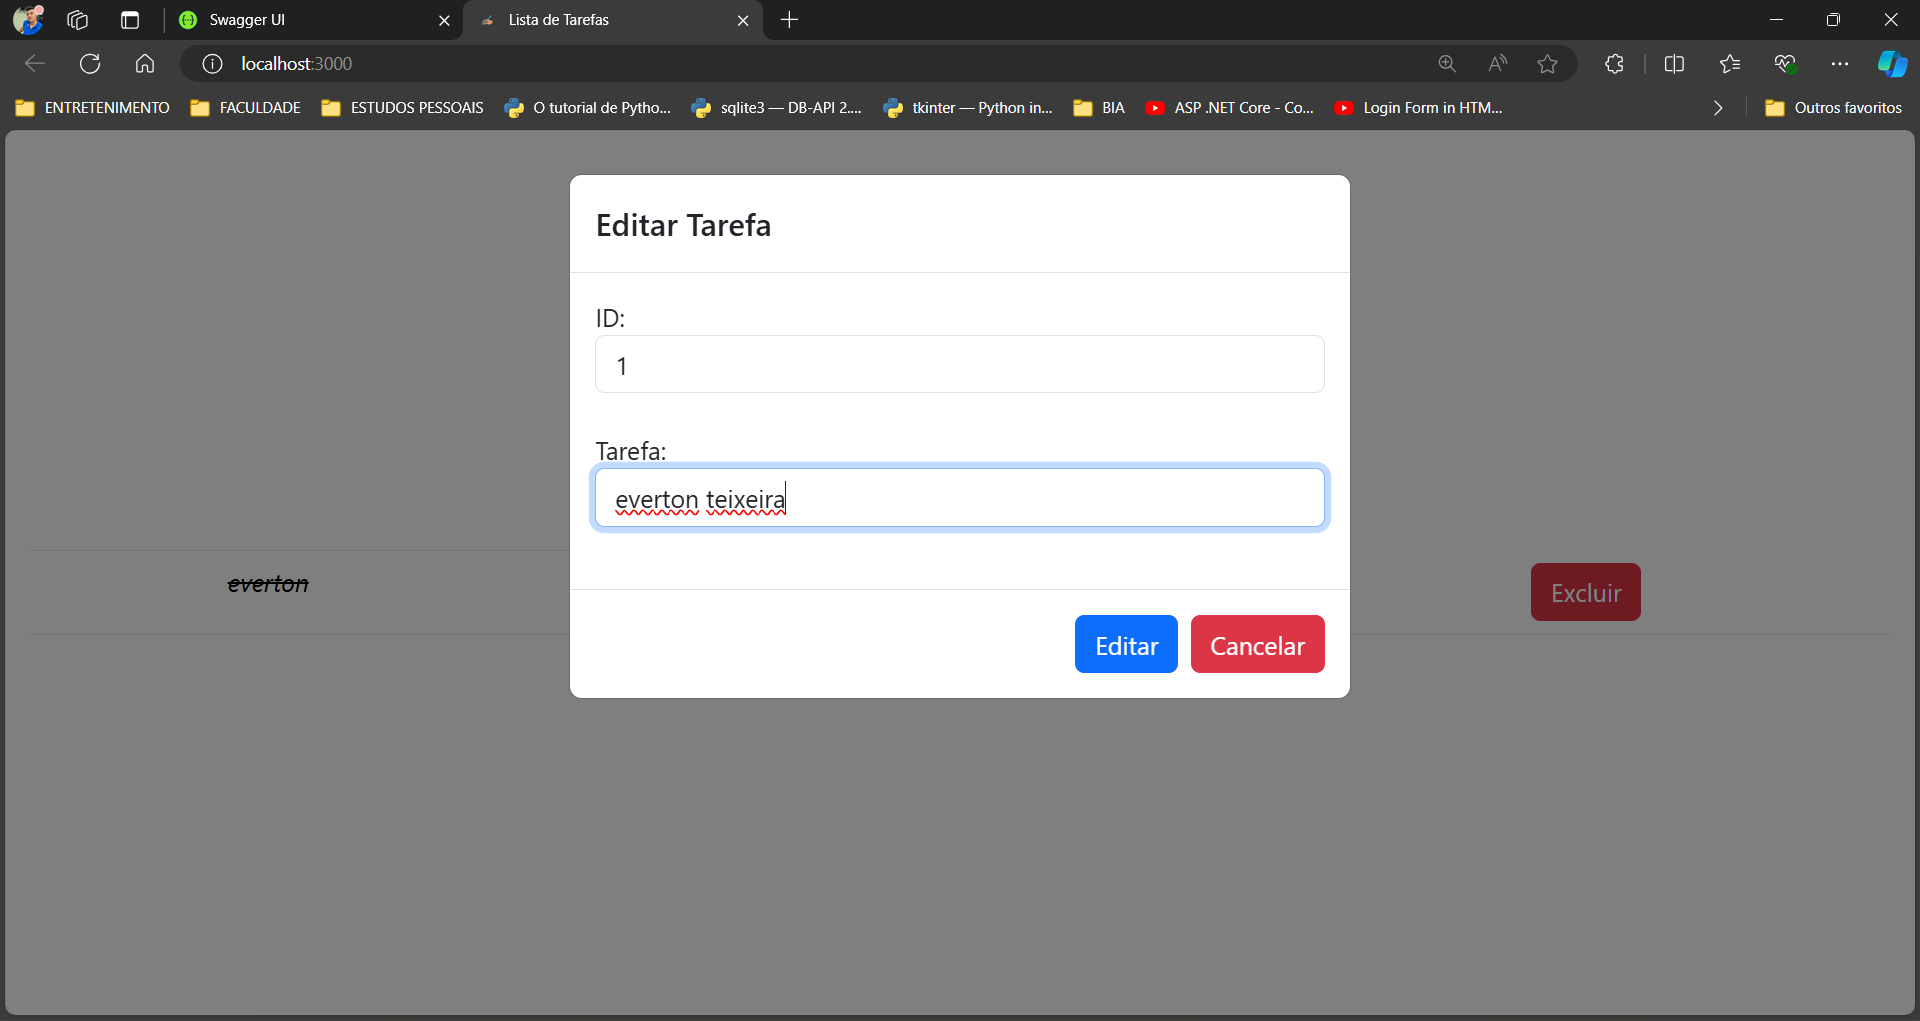 Swagger UI
Lista de Tarefas
localhost:3000
ENTRETENIMENTO
FACULDADE
ESTUDOS PESSOAIS
O tutorial de Pytho...
sqlite3 — DB-API 2....
tkinter — Python in...
BIA
ASP .NET Core - Co...
Login Form in HTM...
Outros favoritos
Editar Tarefa
ID:
1
Tarefa:
everton teixeira
everton
Excluir
Editar
Cancelar